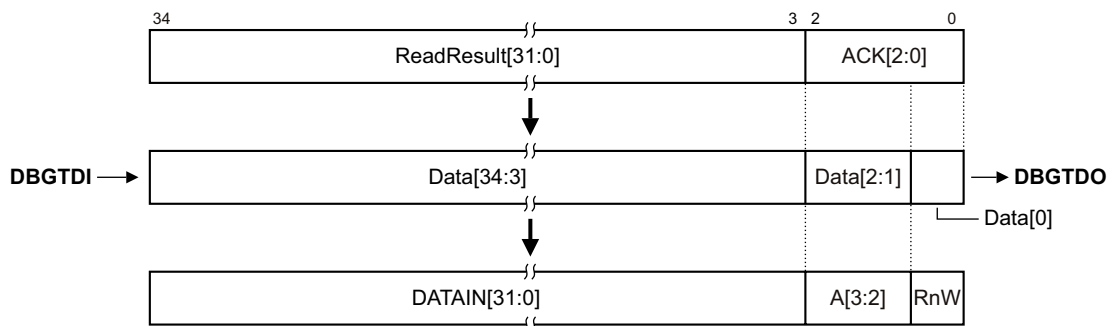 34 3 2 0
ReadResult[31:0] ACK[2:0]
DBGTDI Data[34:3] Data[2:1] DBGTDO
Data[0]
DATAIN[31:0] A[3:2] RnW